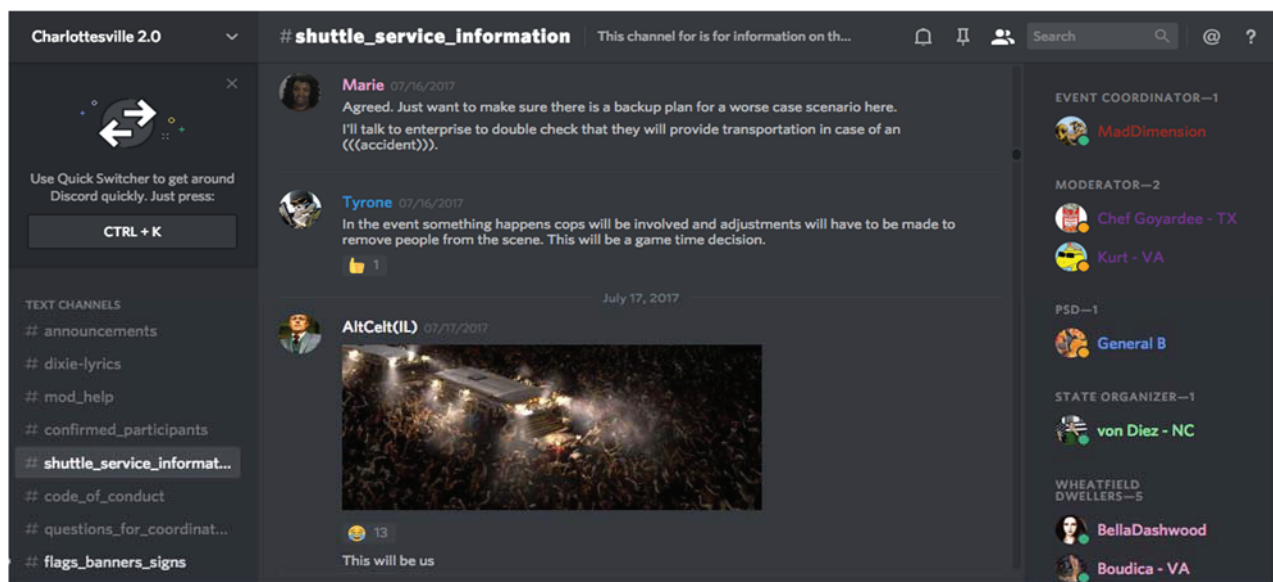 Charlottesville 2.0
#shuttle_service_information
This channel for is for information on th...
Search
@
?
Use Quick Switcher to get around
Discord quickly. Just press:
CTRL + K
TEXT CHANNELS
# announcements
# dixie-lyrics
# mod_help
# confirmed_participants
# shuttle_service_informat...
# code_of_conduct
# questions_for_coordinat...
# flags_banners_signs
Marie 07/16/2017
Agreed. Just want to make sure there is a backup plan for a worse case scenario here.
I'll talk to enterprise to double check that they will provide transportation in case of an
(((accident))).
Tyrone 07/16/2017
In the event something happens cops will be involved and adjustments will have to be made to
remove people from the scene. This will be a game time decision.
1
July 17, 2017
AltCelt(IL) 07/17/2017
13
This will be us
EVENT COORDINATOR—1
MadDimension
MODERATOR—2
Chef Goyardee - TX
Kurt - VA
PSD—1
General B
STATE ORGANIZER—1
von Diez - NC
WHEATFIELD
DWELLERS—5
BellaDashwood
Boudica - VA